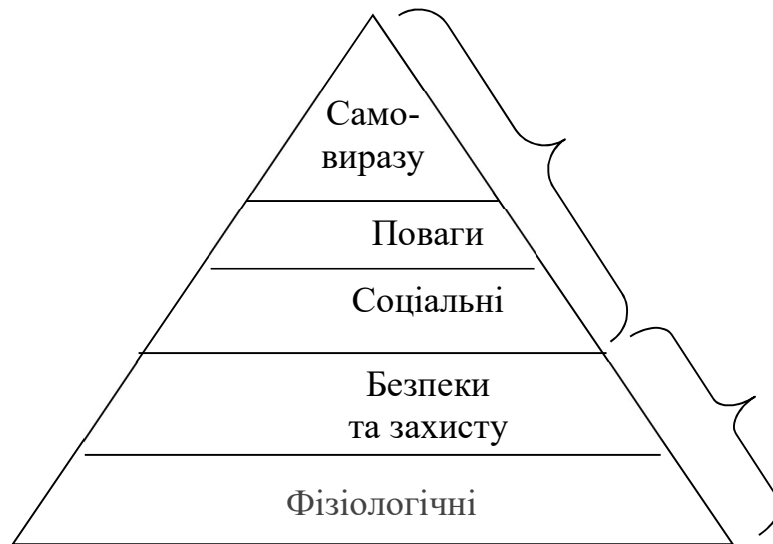 Само-
виразу
Поваги
Соціальні
Безпеки
та захисту
Фізіологічні